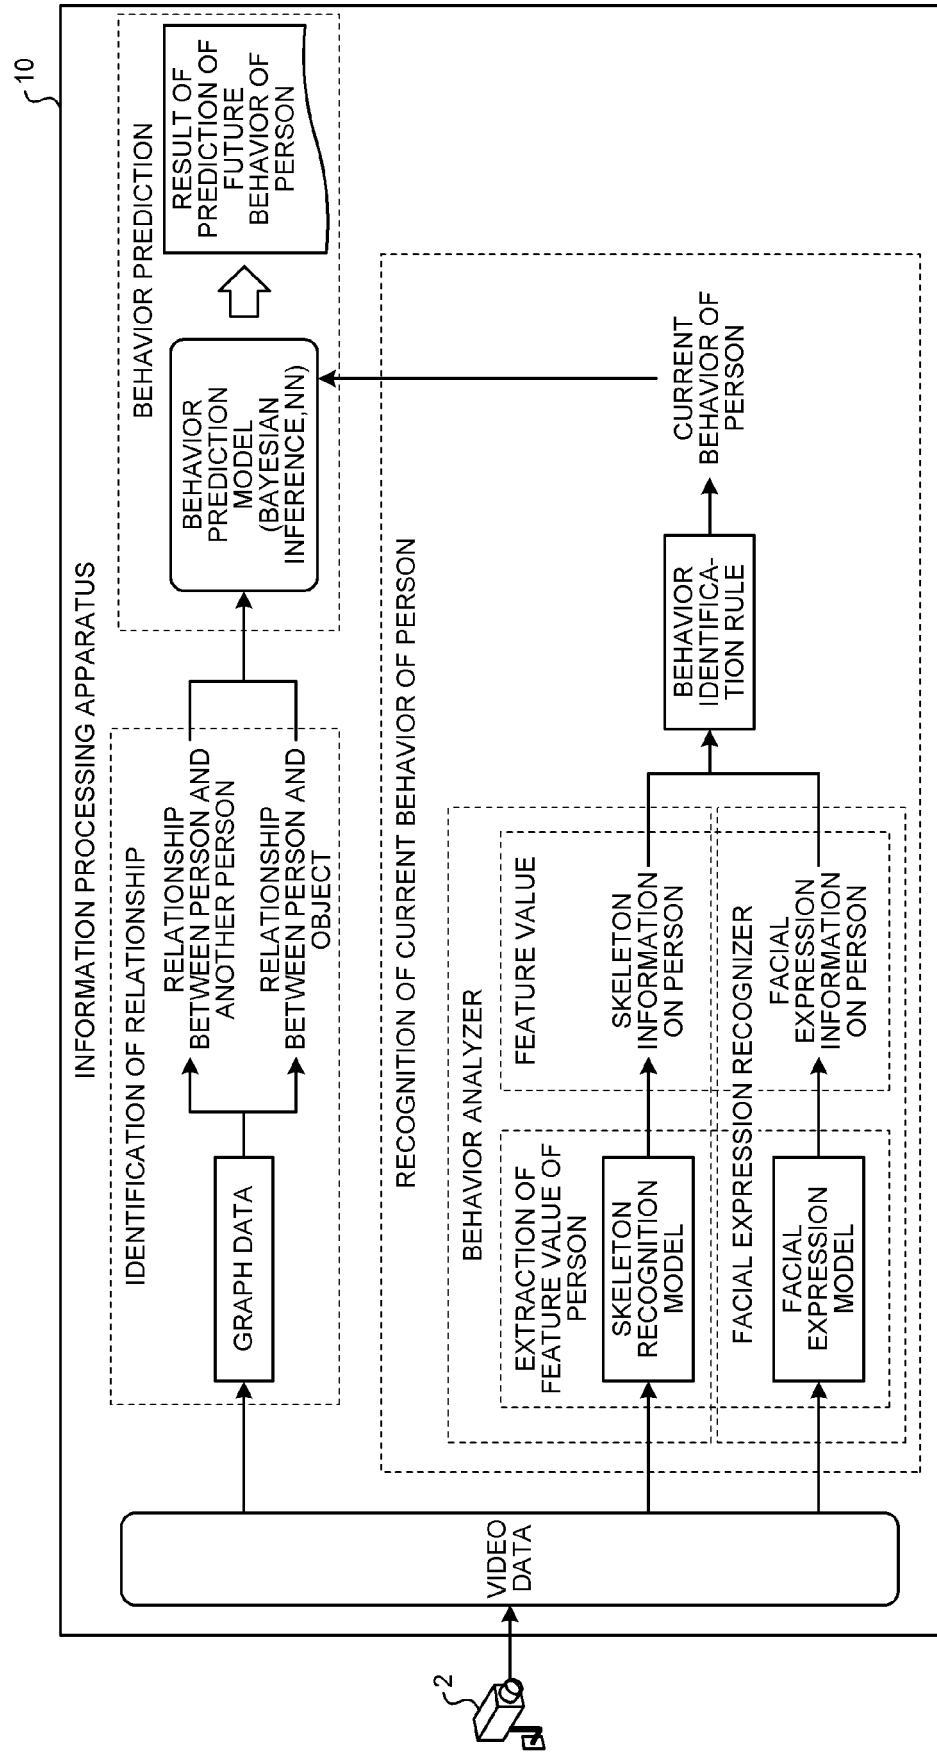 10
INFORMATION PROCESSING APPARATUS
2
VIDEO
DATA
IDENTIFICATION OF RELATIONSHIP
GRAPH DATA
RELATIONSHIP
BETWEEN PERSON AND
ANOTHER PERSON
RELATIONSHIP
BETWEEN PERSON AND
OBJECT
BEHAVIOR PREDICTION
BEHAVIOR
PREDICTION
MODEL
(BAYESIAN
INFERENCE,NN)
RESULT OF
PREDICTION OF
FUTURE
BEHAVIOR OF
PERSON
RECOGNITION OF CURRENT BEHAVIOR OF PERSON
BEHAVIOR ANALYZER
EXTRACTION OF
FEATURE VALUE OF
PERSON
SKELETON
RECOGNITION
MODEL
FEATURE VALUE
SKELETON
INFORMATION
ON PERSON
FACIAL EXPRESSION RECOGNIZER
FACIAL
EXPRESSION
MODEL
FACIAL
EXPRESSION
INFORMATION
ON PERSON
BEHAVIOR
IDENTIFICA-
TION RULE
CURRENT
BEHAVIOR OF
PERSON